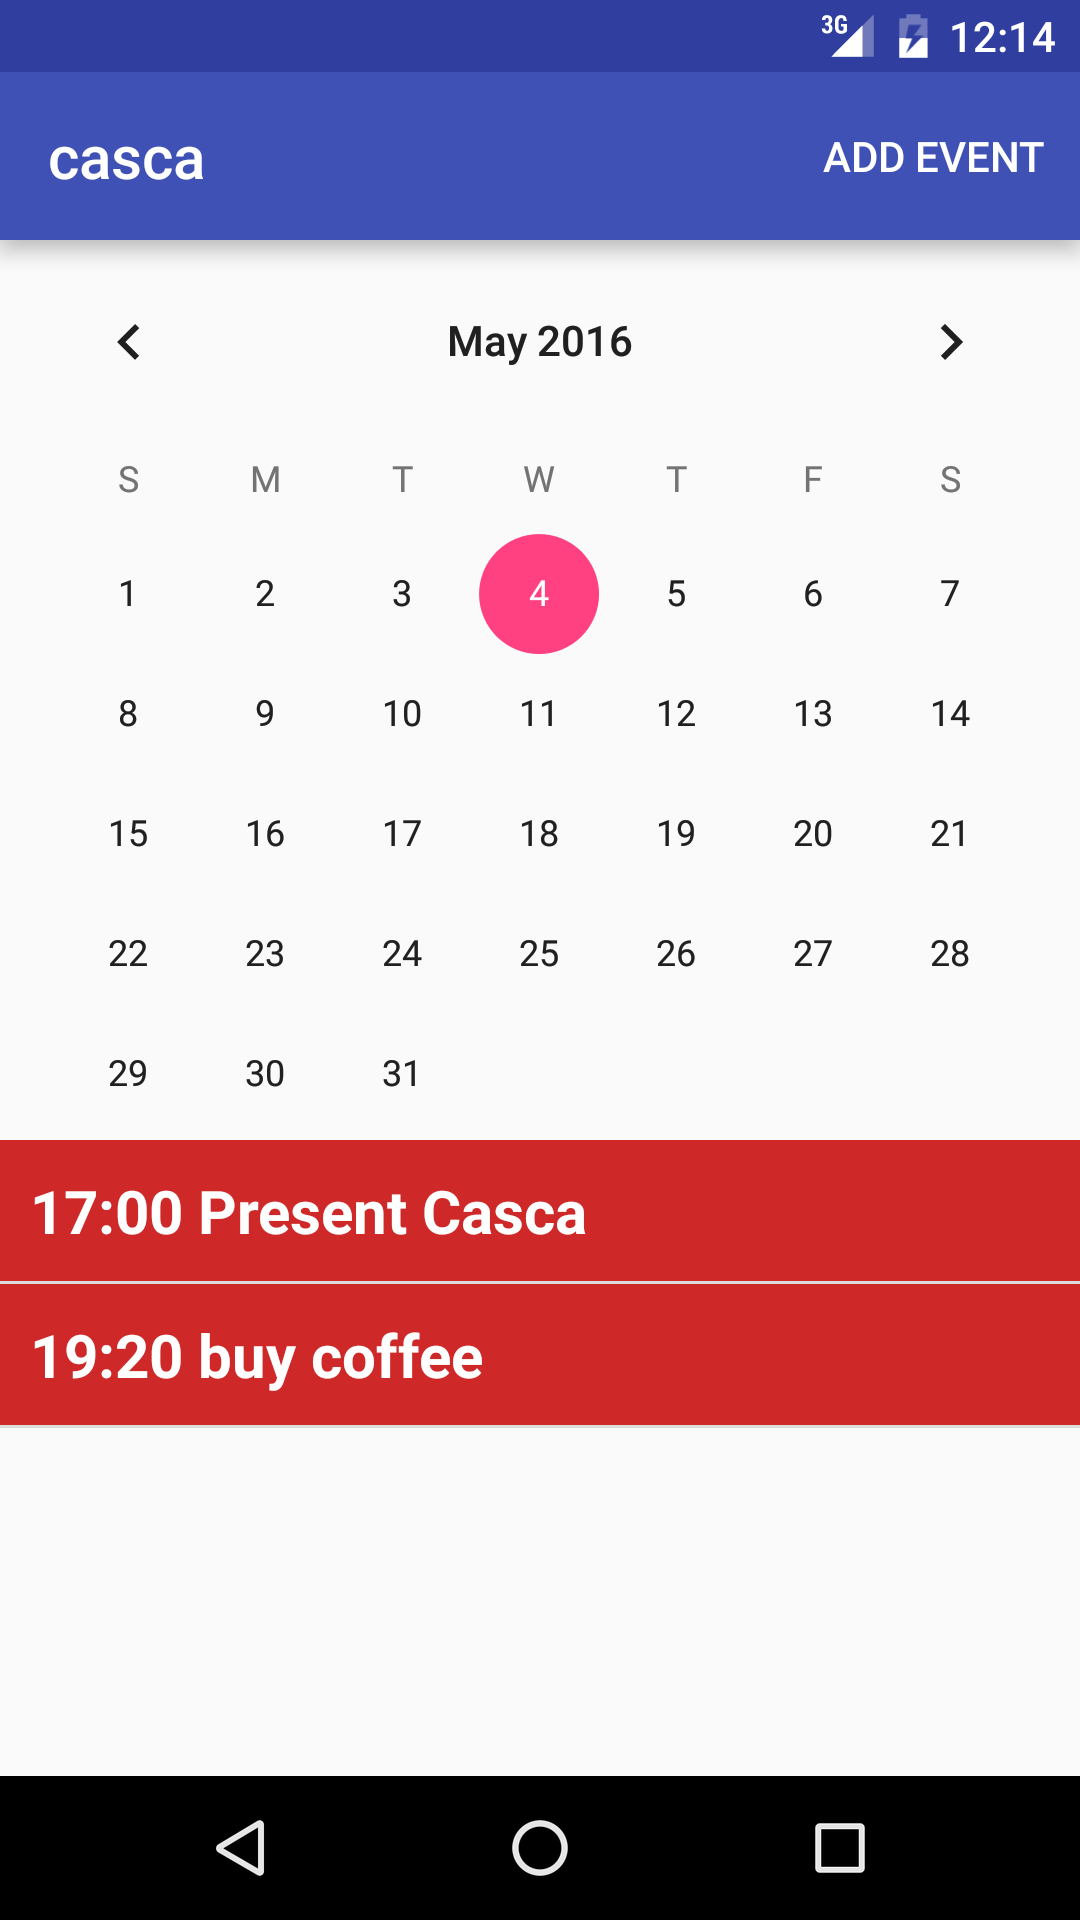 3G 12:14
casca ADD EVENT
May 2016
S M T W T F S
1 2 3 4 5 6 7
8 9 10 11 12 13 14
15 16 17 18 19 20 21
22 23 24 25 26 27 28
29 30 31
17:00 Present Casca
19:20 buy coffee